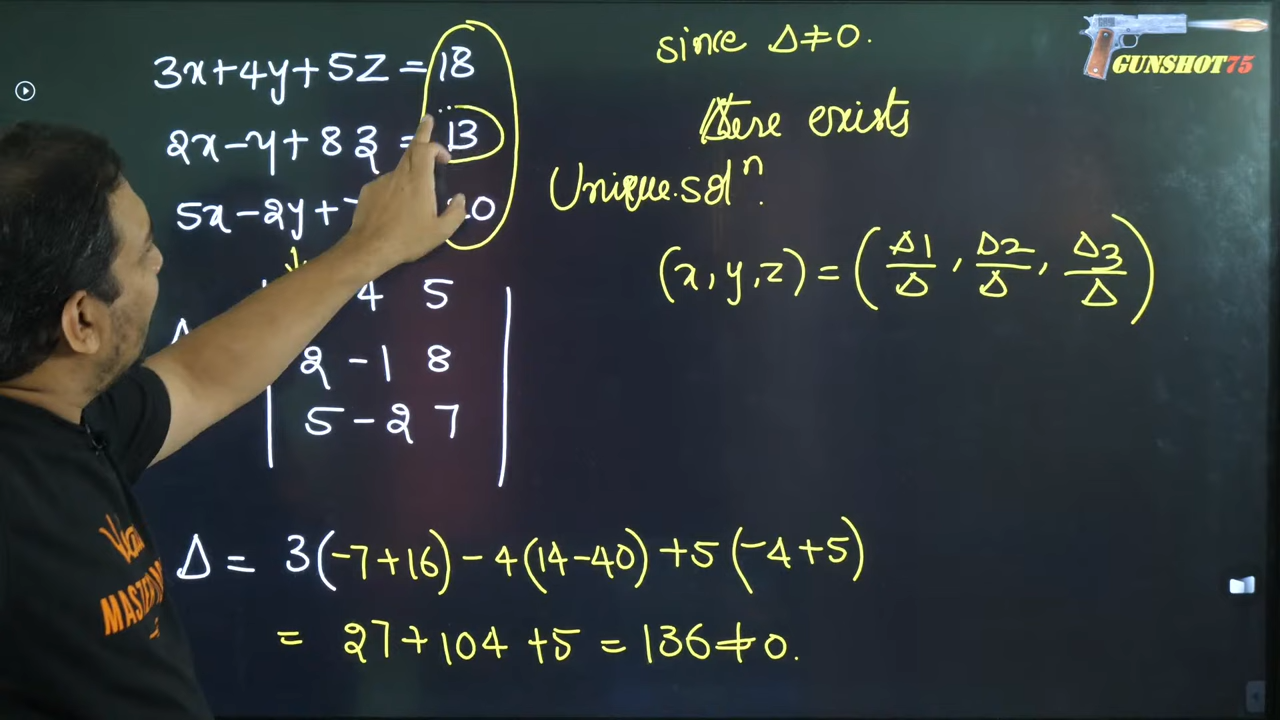 3x+4y+5z=18
2x-y+8z=13
5x-2y+
4 5
2 -1 8
5 -2 7
Δ = 3(-7+16)-4(14-40)+5(-4+5)
= 27+104+5=136≠0.
since Δ≠0.
there exists
Unique solⁿ.
(x,y,z)=(Δ1/Δ, Δ2/Δ, Δ3/Δ)
GUNSHOT75
MASTER